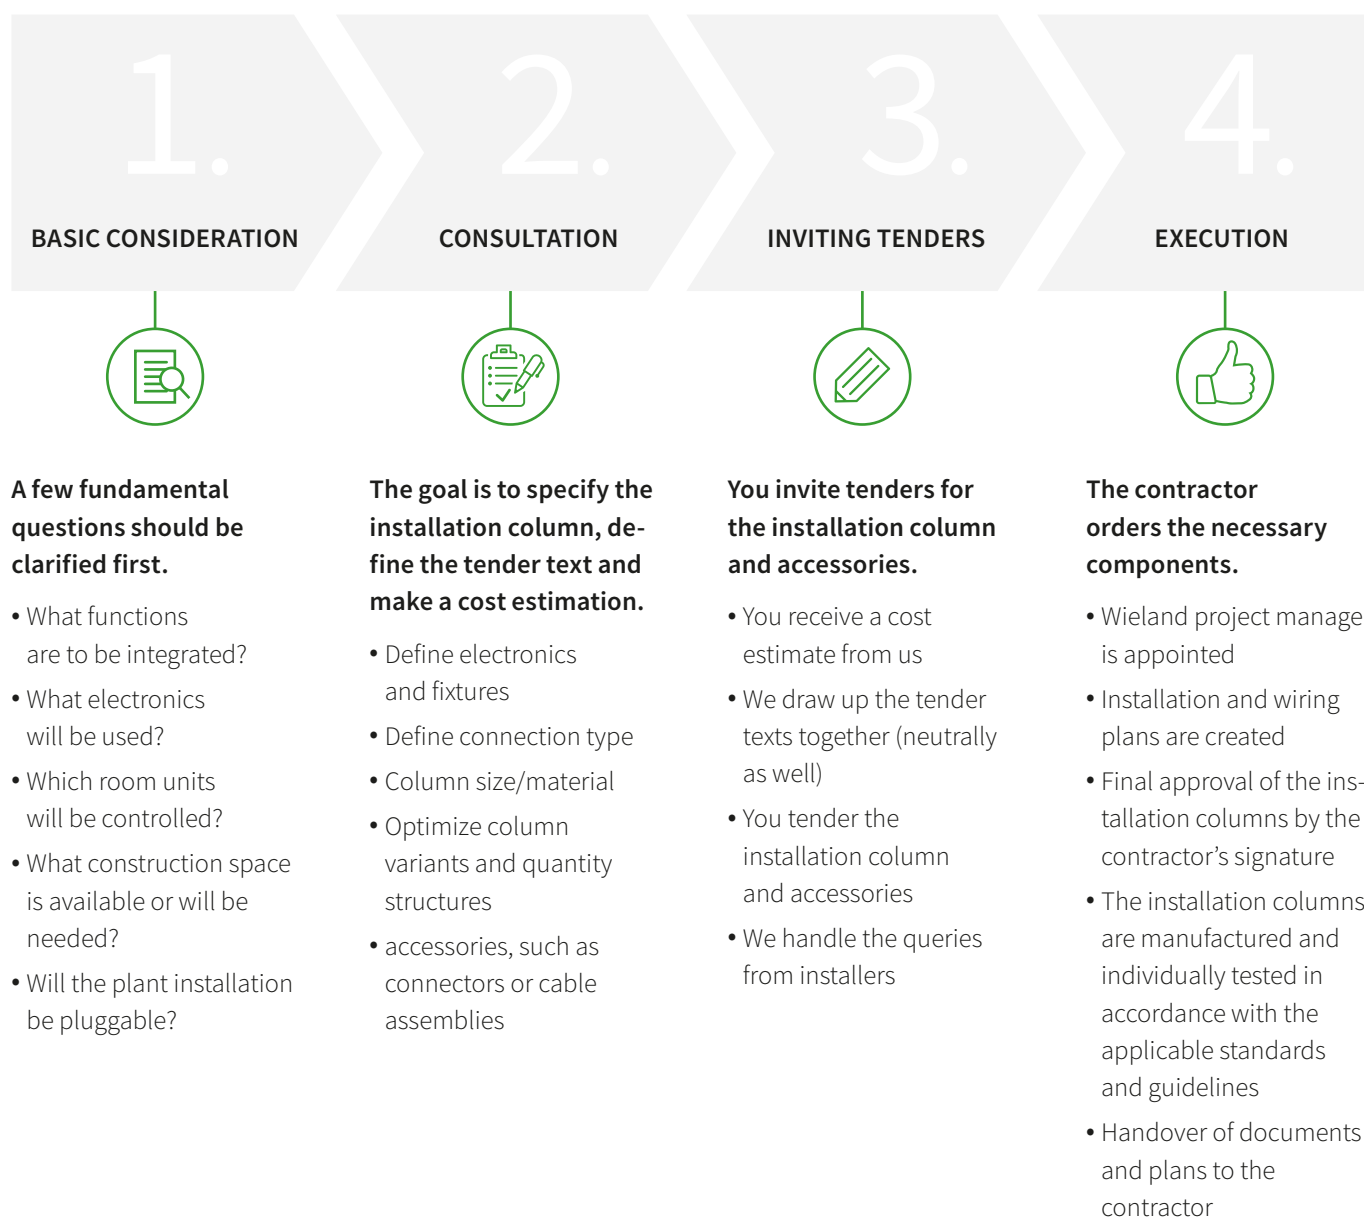 1.
BASIC CONSIDERATION
A few fundamental
questions should be
clarified first.
• What functions
are to be integrated?
• What electronics
will be used?
• Which room units
will be controlled?
• What construction space
is available or will be
needed?
• Will the plant installation
be pluggable?
2.
CONSULTATION
The goal is to specify the
installation column, de-
fine the tender text and
make a cost estimation.
• Define electronics
and fixtures
• Define connection type
• Column size/material
• Optimize column
variants and quantity
structures
• accessories, such as
connectors or cable
assemblies
3.
INVITING TENDERS
You invite tenders for
the installation column
and accessories.
• You receive a cost
estimate from us
• We draw up the tender
texts together (neutrally
as well)
• You tender the
installation column
and accessories
• We handle the queries
from installers
4.
EXECUTION
The contractor
orders the necessary
components.
• Wieland project manage
is appointed
• Installation and wiring
plans are created
• Final approval of the ins-
tallation columns by the
contractor’s signature
• The installation columns
are manufactured and
individually tested in
accordance with the
applicable standards
and guidelines
• Handover of documents
and plans to the
contractor